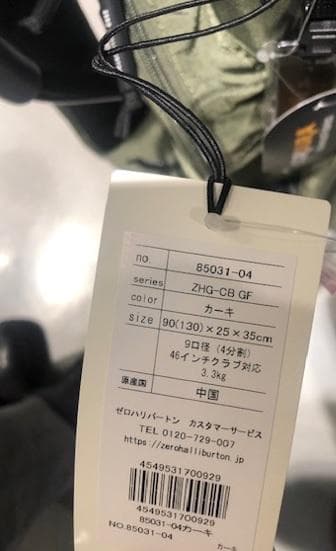 no. 85031-04
series ZHG-CB GF
color カーキ
size 90(130)×25×35cm
9口径 (4分割)
46インチクラブ対応
3.3kg
原産国 中国
ゼロハリバートン カスタマーサービス
TEL 0120-729-007
https://zerohalliburton.jp
4549531700929
4549531700929
85031-04カーキ
NO.85031-04
カーキ